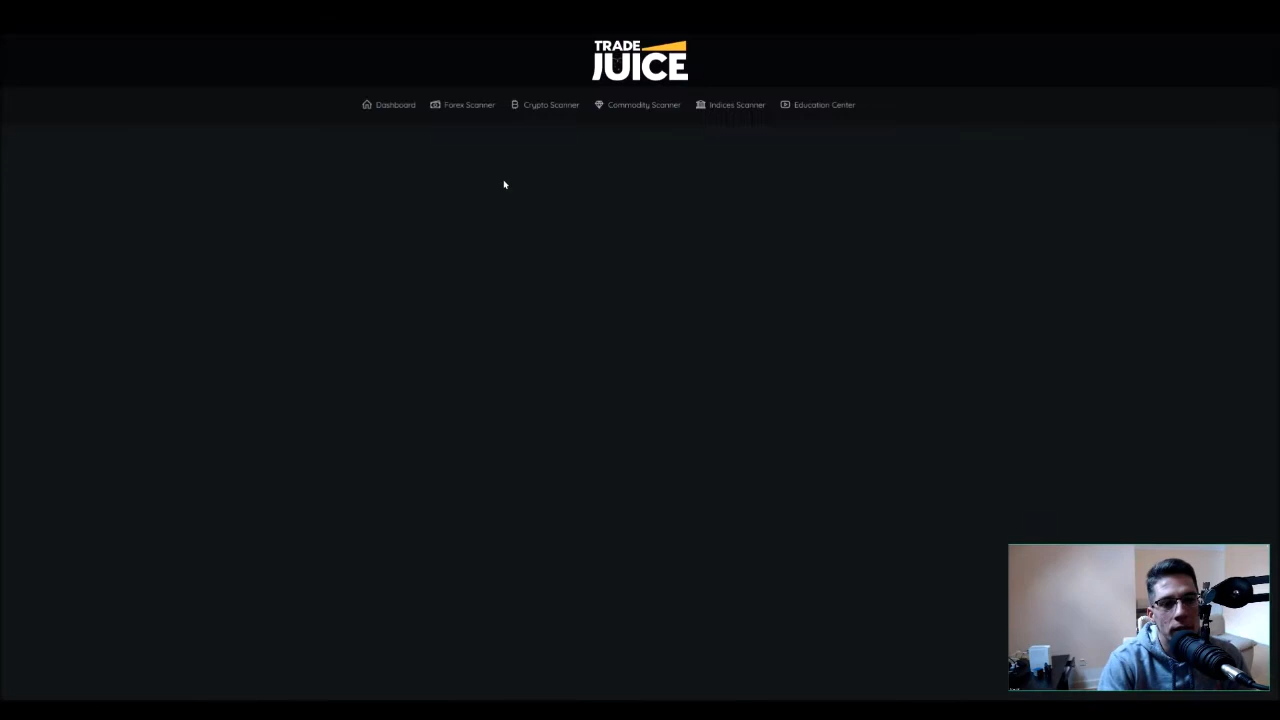 TRADE
JUICE
Dashboard Forex Scanner Crypto Scanner Commodity Scanner Indices Scanner Education Center